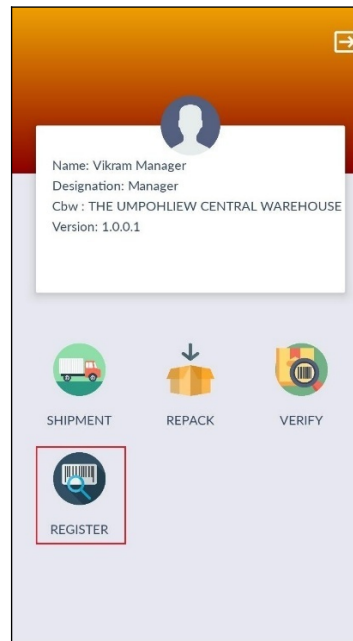 Name: Vikram Manager
Designation: Manager
Cbw : THE UMPOHLIEW CENTRAL WAREHOUSE
Version: 1.0.0.1
SHIPMENT REPACK VERIFY
REGISTER